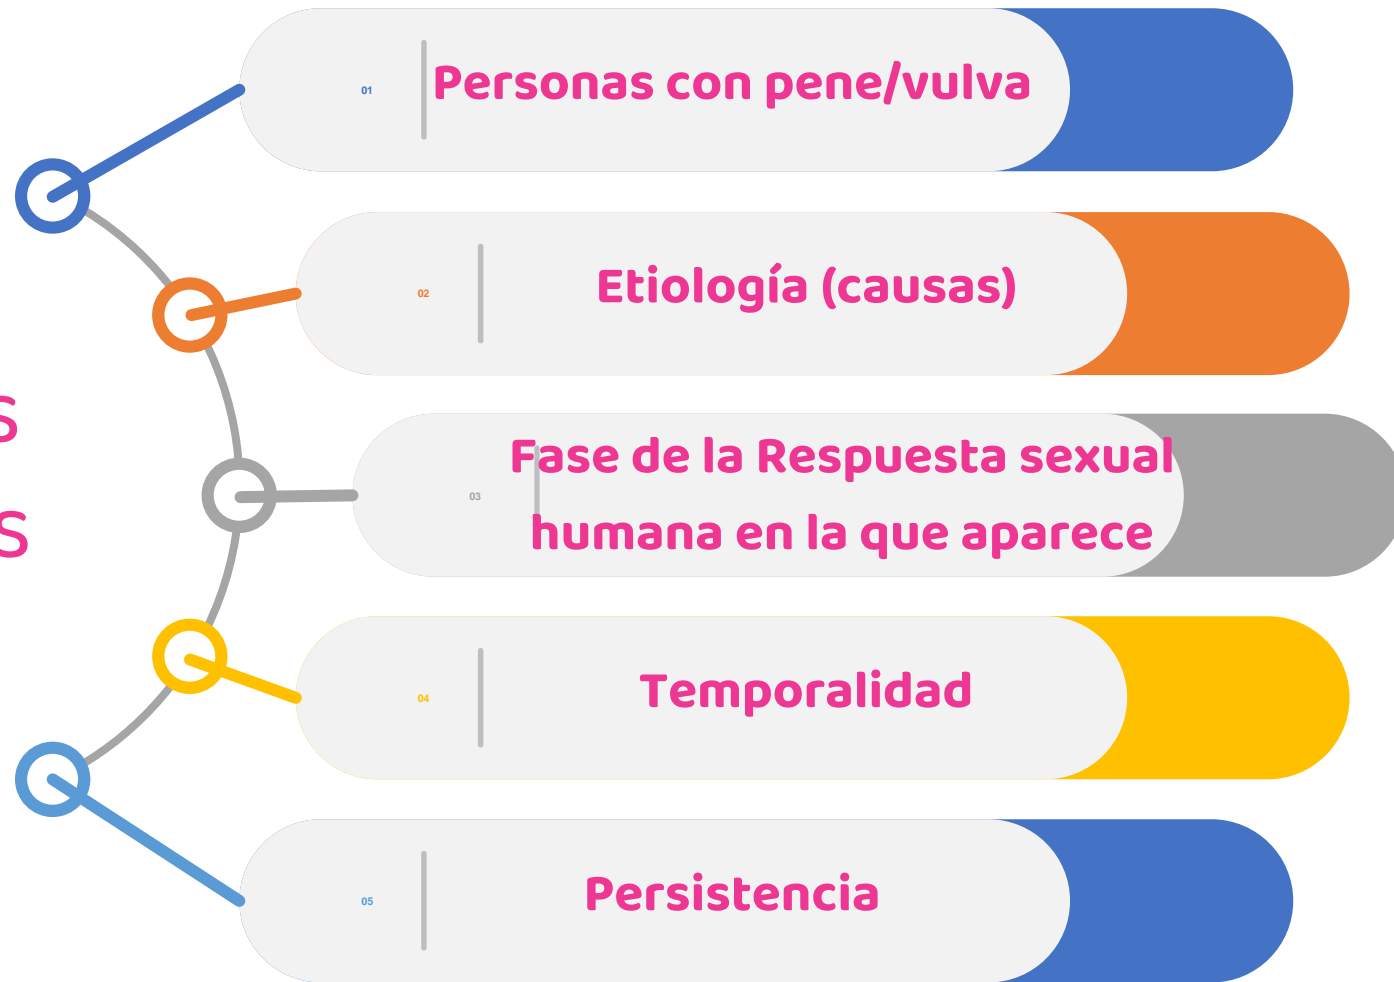 01
Personas con pene/vulva
02
Etiología (causas)
s
s
03
Fase de la Respuesta sexual
humana en la que aparece
04
Temporalidad
05
Persistencia